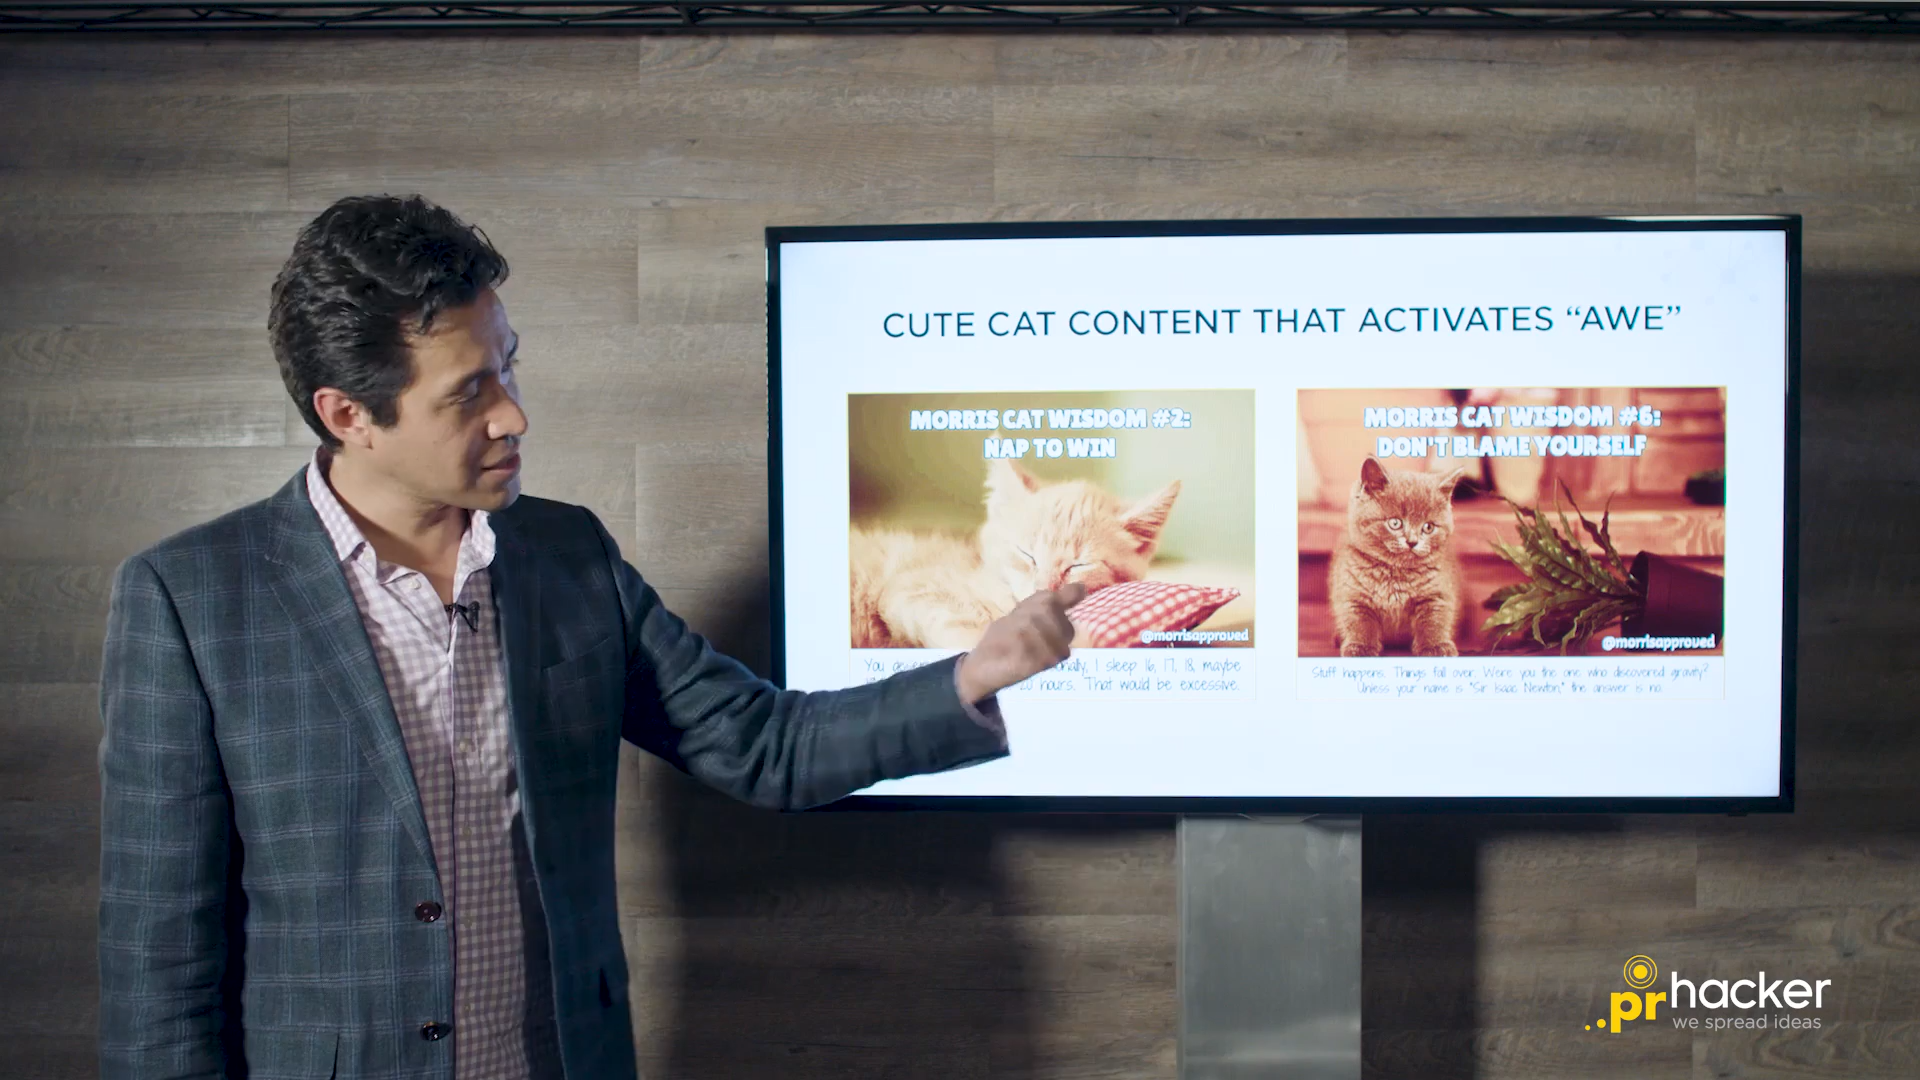 CUTE CAT CONTENT THAT ACTIVATES “AWE”
MORRIS CAT WISDOM #2:
NAP TO WIN
@morrisapproved
You sleep 16, 17, 18, maybe
20 hours. That would be excessive.
MORRIS CAT WISDOM #6:
DON'T BLAME YOURSELF
@morrisapproved
Stuff happens. Things fall over. Were you the one who discovered gravity?
Unless your name is "Sir Isaac Newton," the answer is no.
..prhacker
we spread ideas